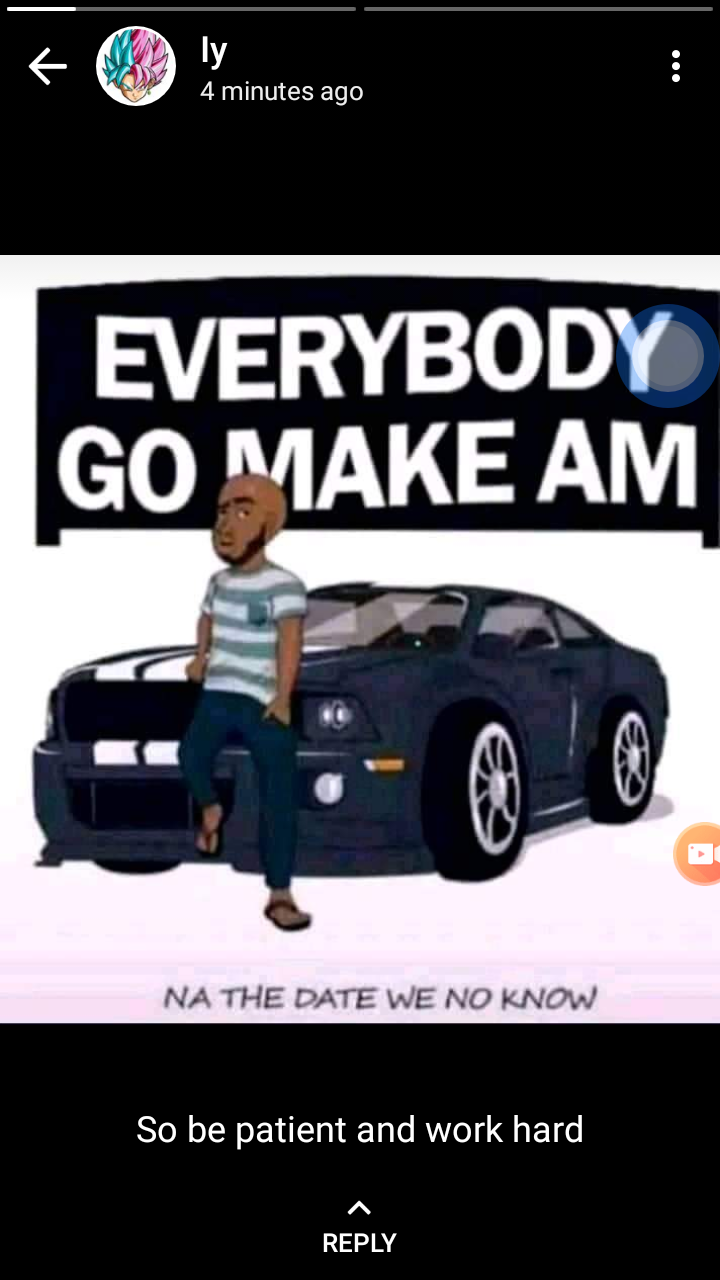 ly
4 minutes ago
EVERYBODY
GO MAKE AM
NA THE DATE WE NO KNOW
So be patient and work hard
REPLY